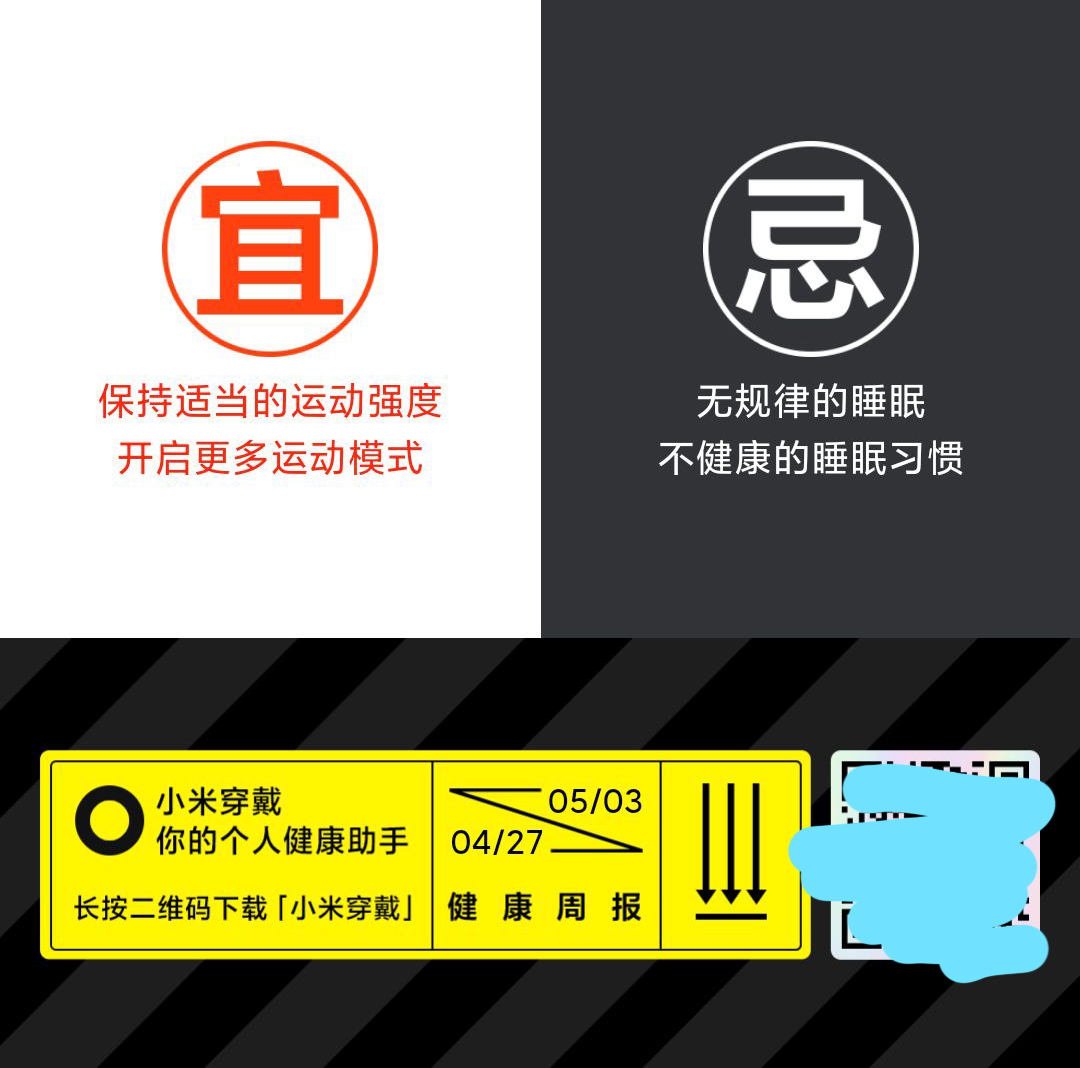 宜
保持适当的运动强度
开启更多运动模式
忌
无规律的睡眠
不健康的睡眠习惯
小米穿戴
你的个人健康助手
长按二维码下载「小米穿戴」
05/03
04/27
健康周报